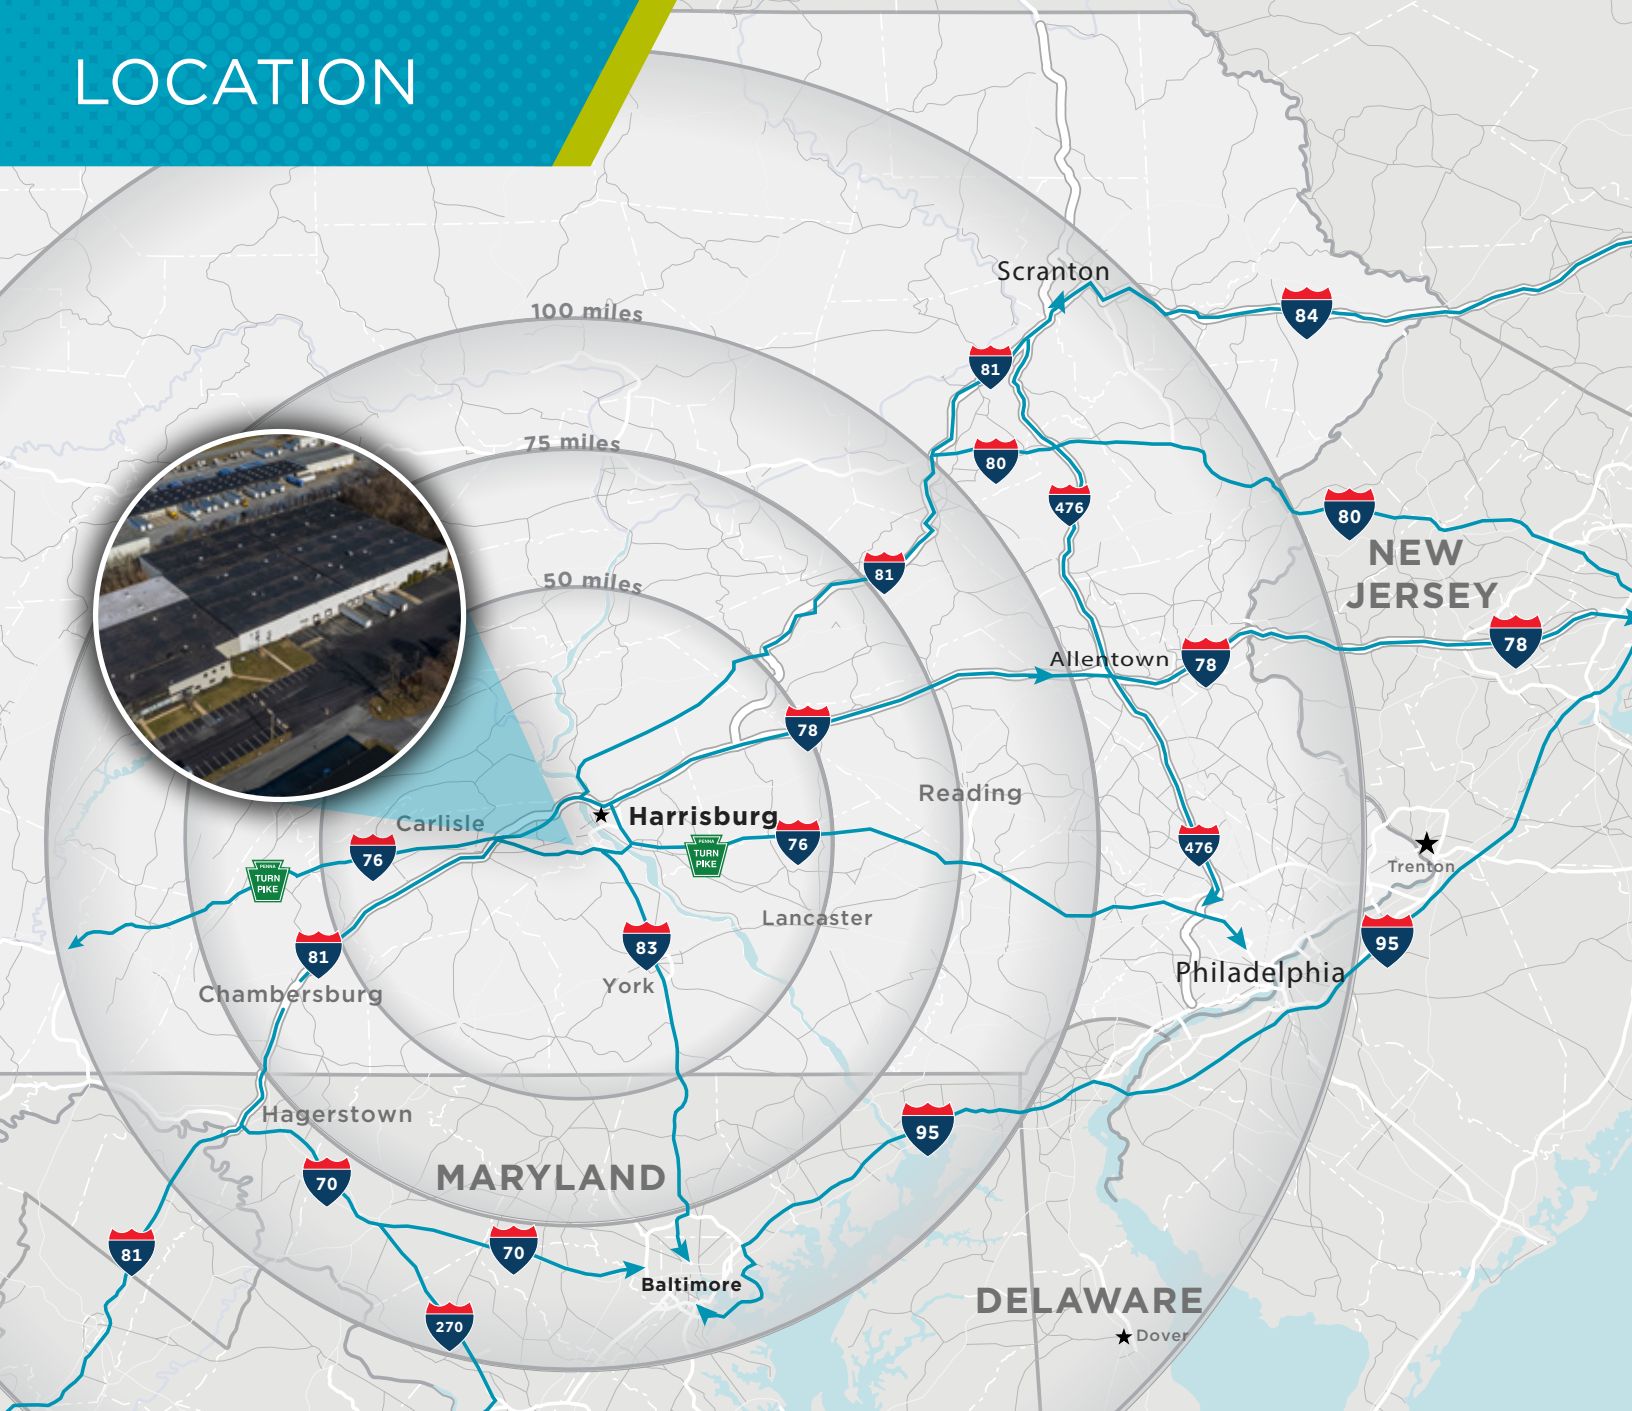 LOCATION
Scranton
100 miles
84
81
75 miles
80
476
80
NEW
JERSEY
50 miles
81
78
Allentown
78
78
Reading
Harrisburg
Carlisle
76
PENNA
TURN
PIKE
76
476
PENNA
TURN
PIKE
Trenton
Lancaster
81
83
95
Philadelphia
York
Chambersburg
Hagerstown
95
MARYLAND
70
81
70
Baltimore
DELAWARE
270
Dover